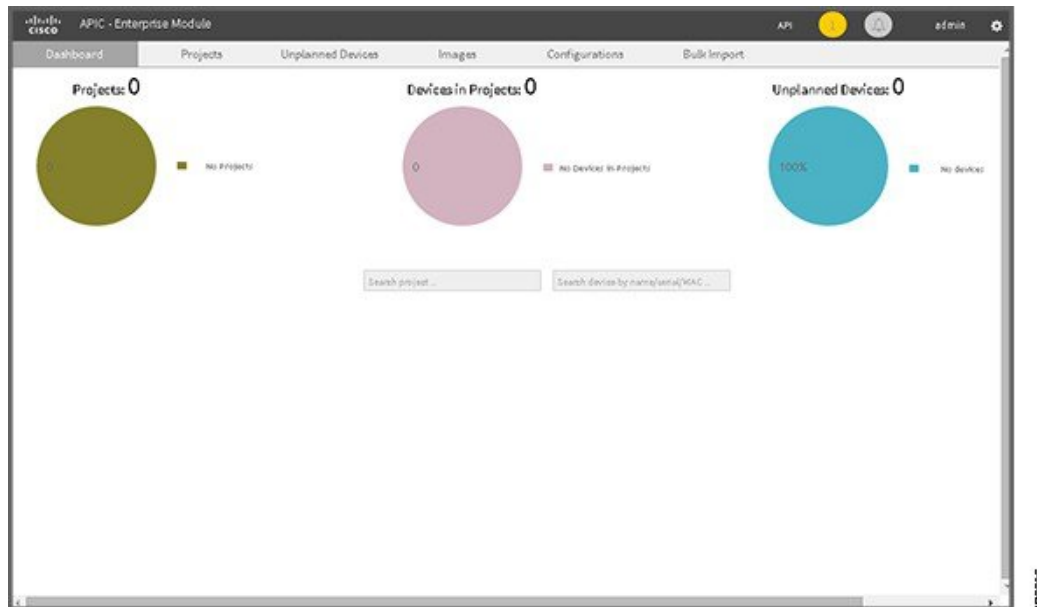 cisco APIC - Enterprise Module API 1 admin
Dashboard Projects Unplanned Devices Images Configurations Bulk Import
Projects: 0 Devices in Projects: 0 Unplanned Devices: 0
0 No Projects 0 No Devices In Projects 100% No devices
Search project ... Search device by name/serial/MAC ...